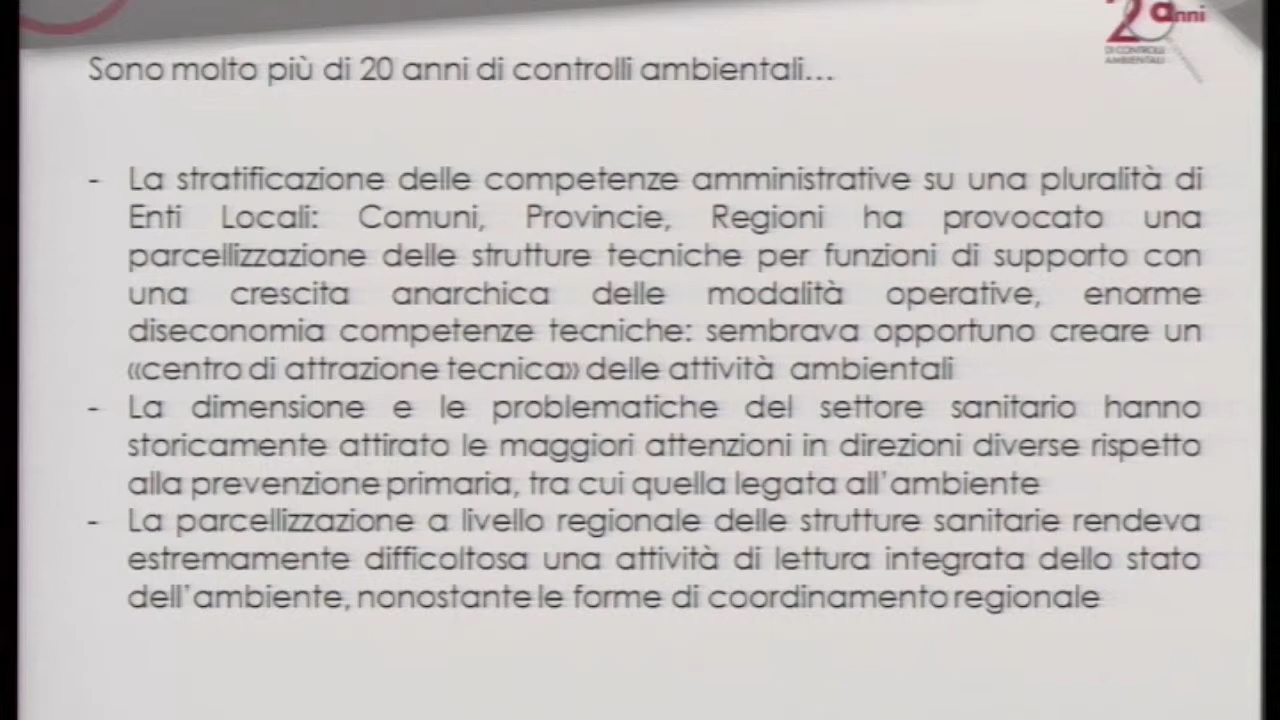 20anni
DI CONTROLLI
AMBIENTALI
Sono molto più di 20 anni di controlli ambientali...
- La stratificazione delle competenze amministrative su una pluralità di
Enti Locali: Comuni, Provincie, Regioni ha provocato una
parcellizzazione delle strutture tecniche per funzioni di supporto con
una crescita anarchica delle modalità operative, enorme
diseconomia competenze tecniche: sembrava opportuno creare un
«centro di attrazione tecnica» delle attività ambientali
- La dimensione e le problematiche del settore sanitario hanno
storicamente attirato le maggiori attenzioni in direzioni diverse rispetto
alla prevenzione primaria, tra cui quella legata all'ambiente
- La parcellizzazione a livello regionale delle strutture sanitarie rendeva
estremamente difficoltosa una attività di lettura integrata dello stato
dell'ambiente, nonostante le forme di coordinamento regionale